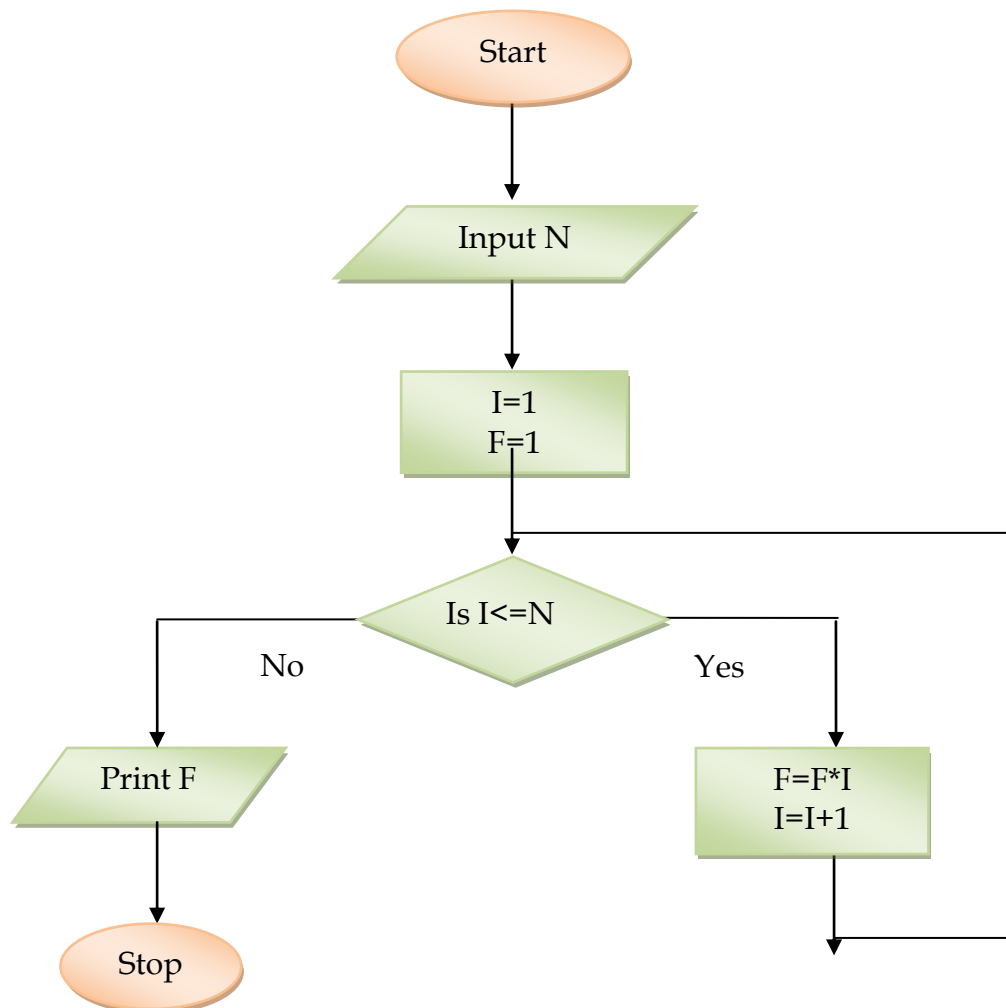 Start
Input N
I=1
F=1
Is I<=N
No
Yes
Print F
F=F*I
I=I+1
Stop